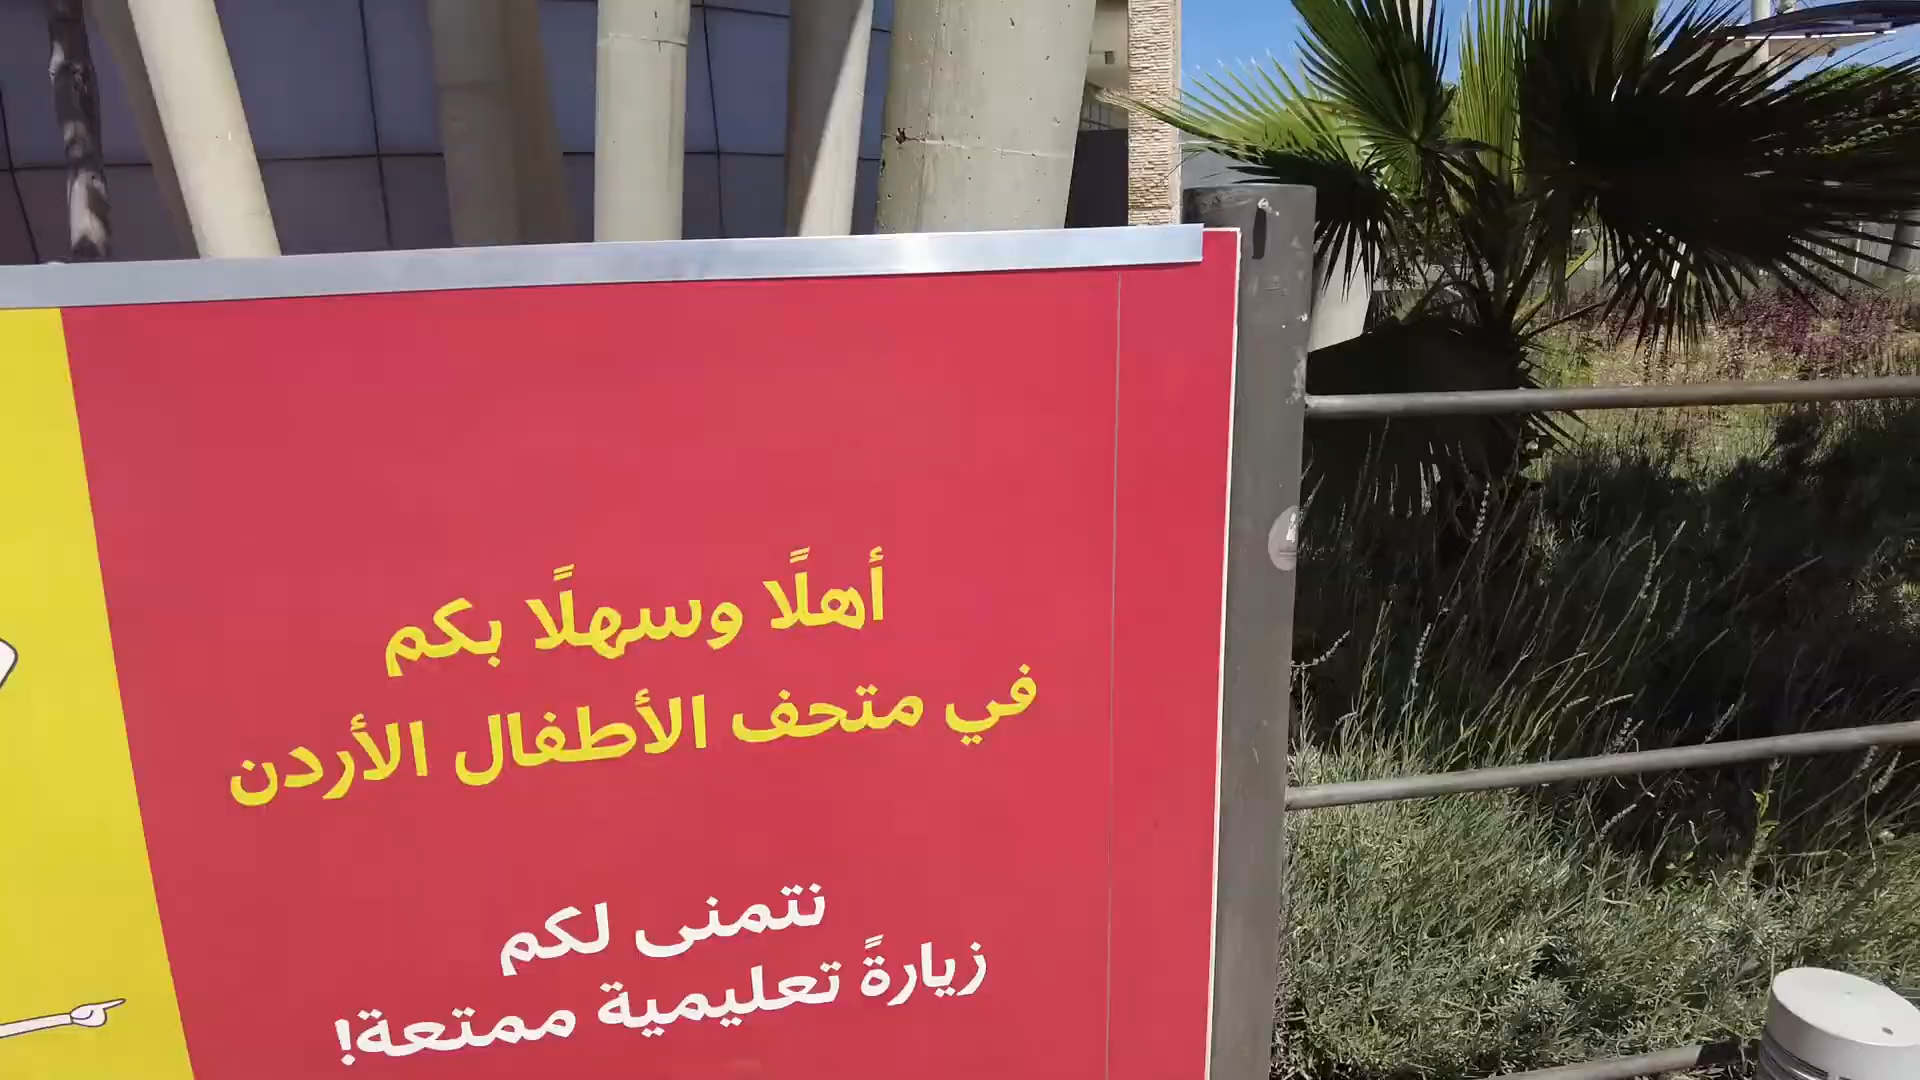 أهلًا وسهلًا بكم
في متحف الأطفال الأردن
نتمنى لكم
زيارةً تعليمية ممتعة!